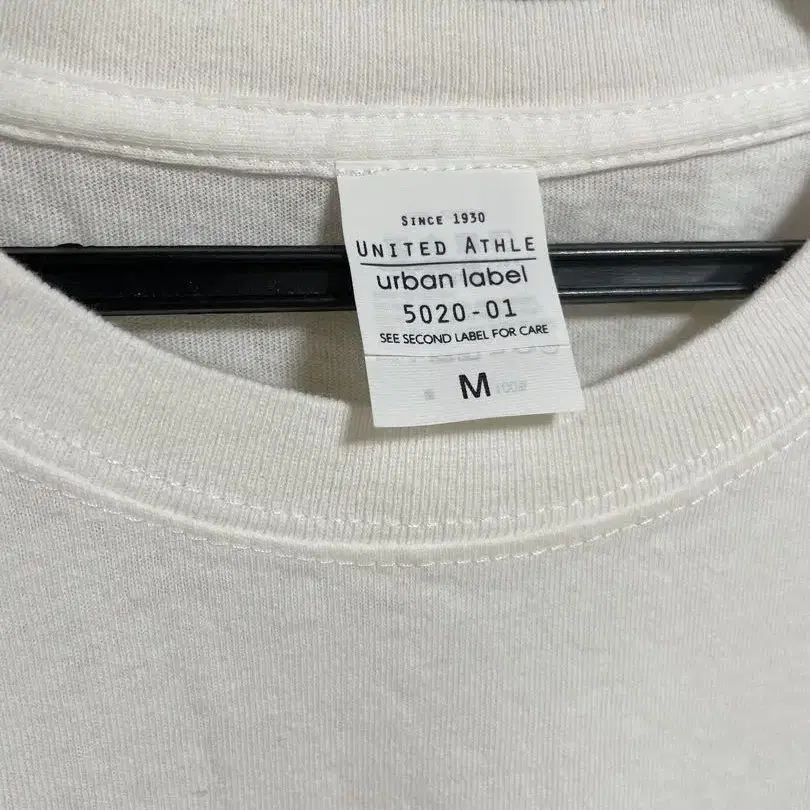 SINCE 1930
UNITED ATHLE
urban label
5020-01
SEE SECOND LABEL FOR CARE
M